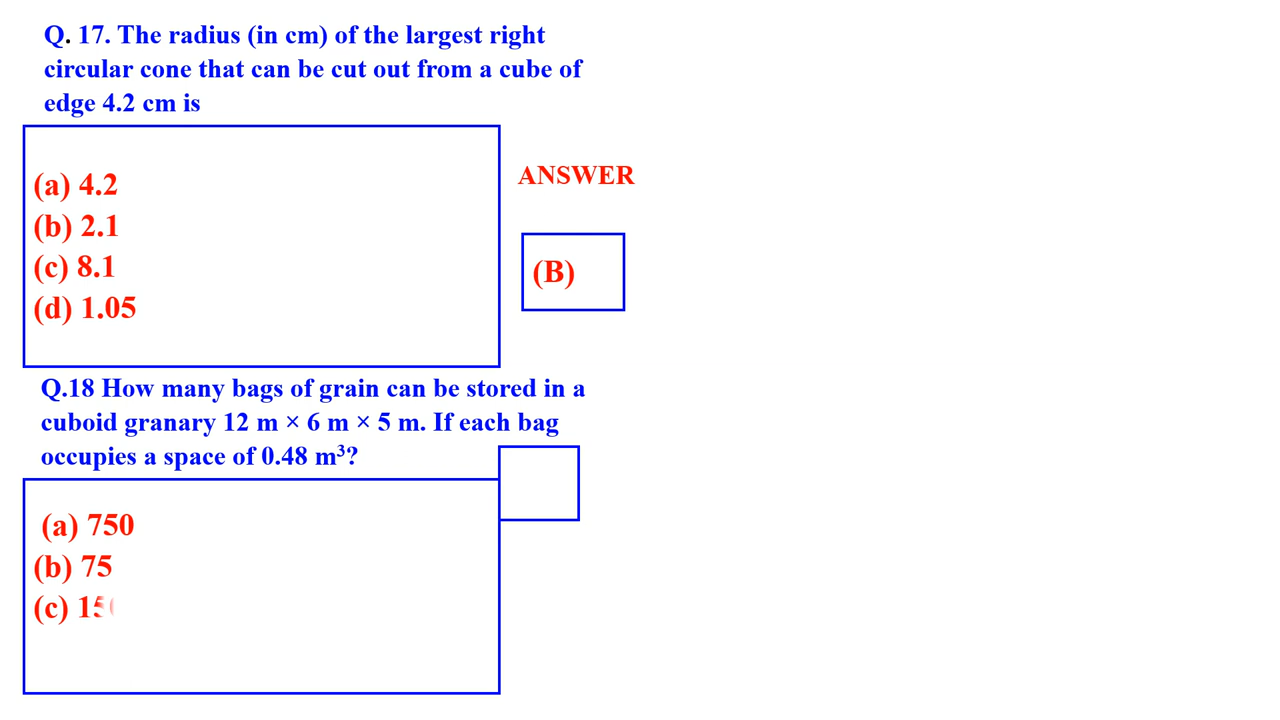 Q. 17. The radius (in cm) of the largest right
circular cone that can be cut out from a cube of
edge 4.2 cm is
(a) 4.2
(b) 2.1
(c) 8.1
(d) 1.05
ANSWER
(B)
Q.18 How many bags of grain can be stored in a
cuboid granary 12 m × 6 m × 5 m. If each bag
occupies a space of 0.48 m³?
(a) 750
(b) 75
(c)